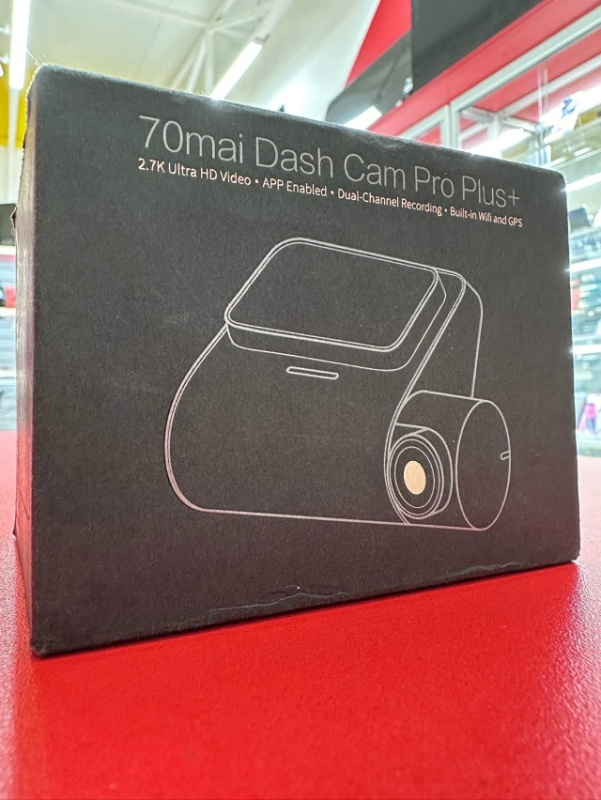 70mai Dash Cam Pro Plus+
2.7K Ultra HD Video • APP Enabled • Dual-Channel Recording • Built-in Wifi and GPS